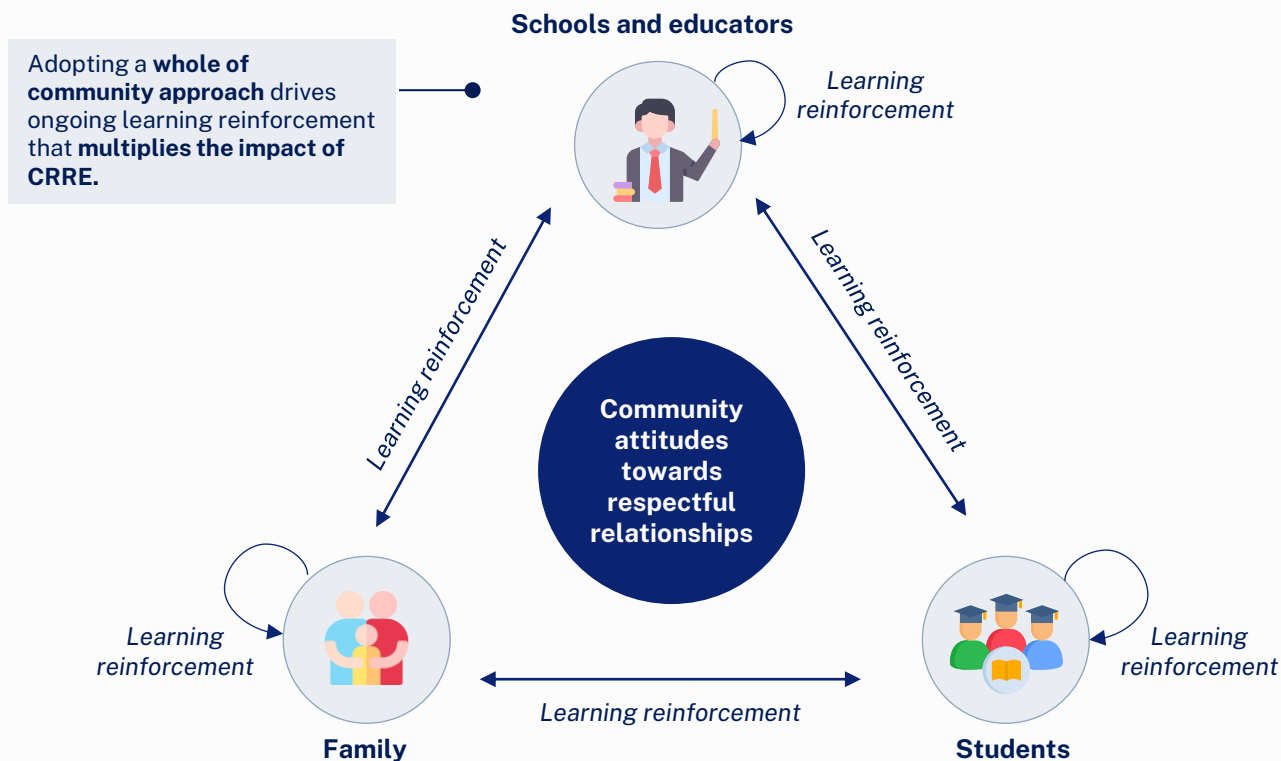 Schools and educators
Adopting a whole of
community approach drives
ongoing learning reinforcement
that multiplies the impact of
CRRE.
Learning
reinforcement
Learning reinforcement
Learning reinforcement
Community
attitudes
towards
respectful
relationships
Learning
reinforcement
Learning
reinforcement
Learning reinforcement
Family
Students